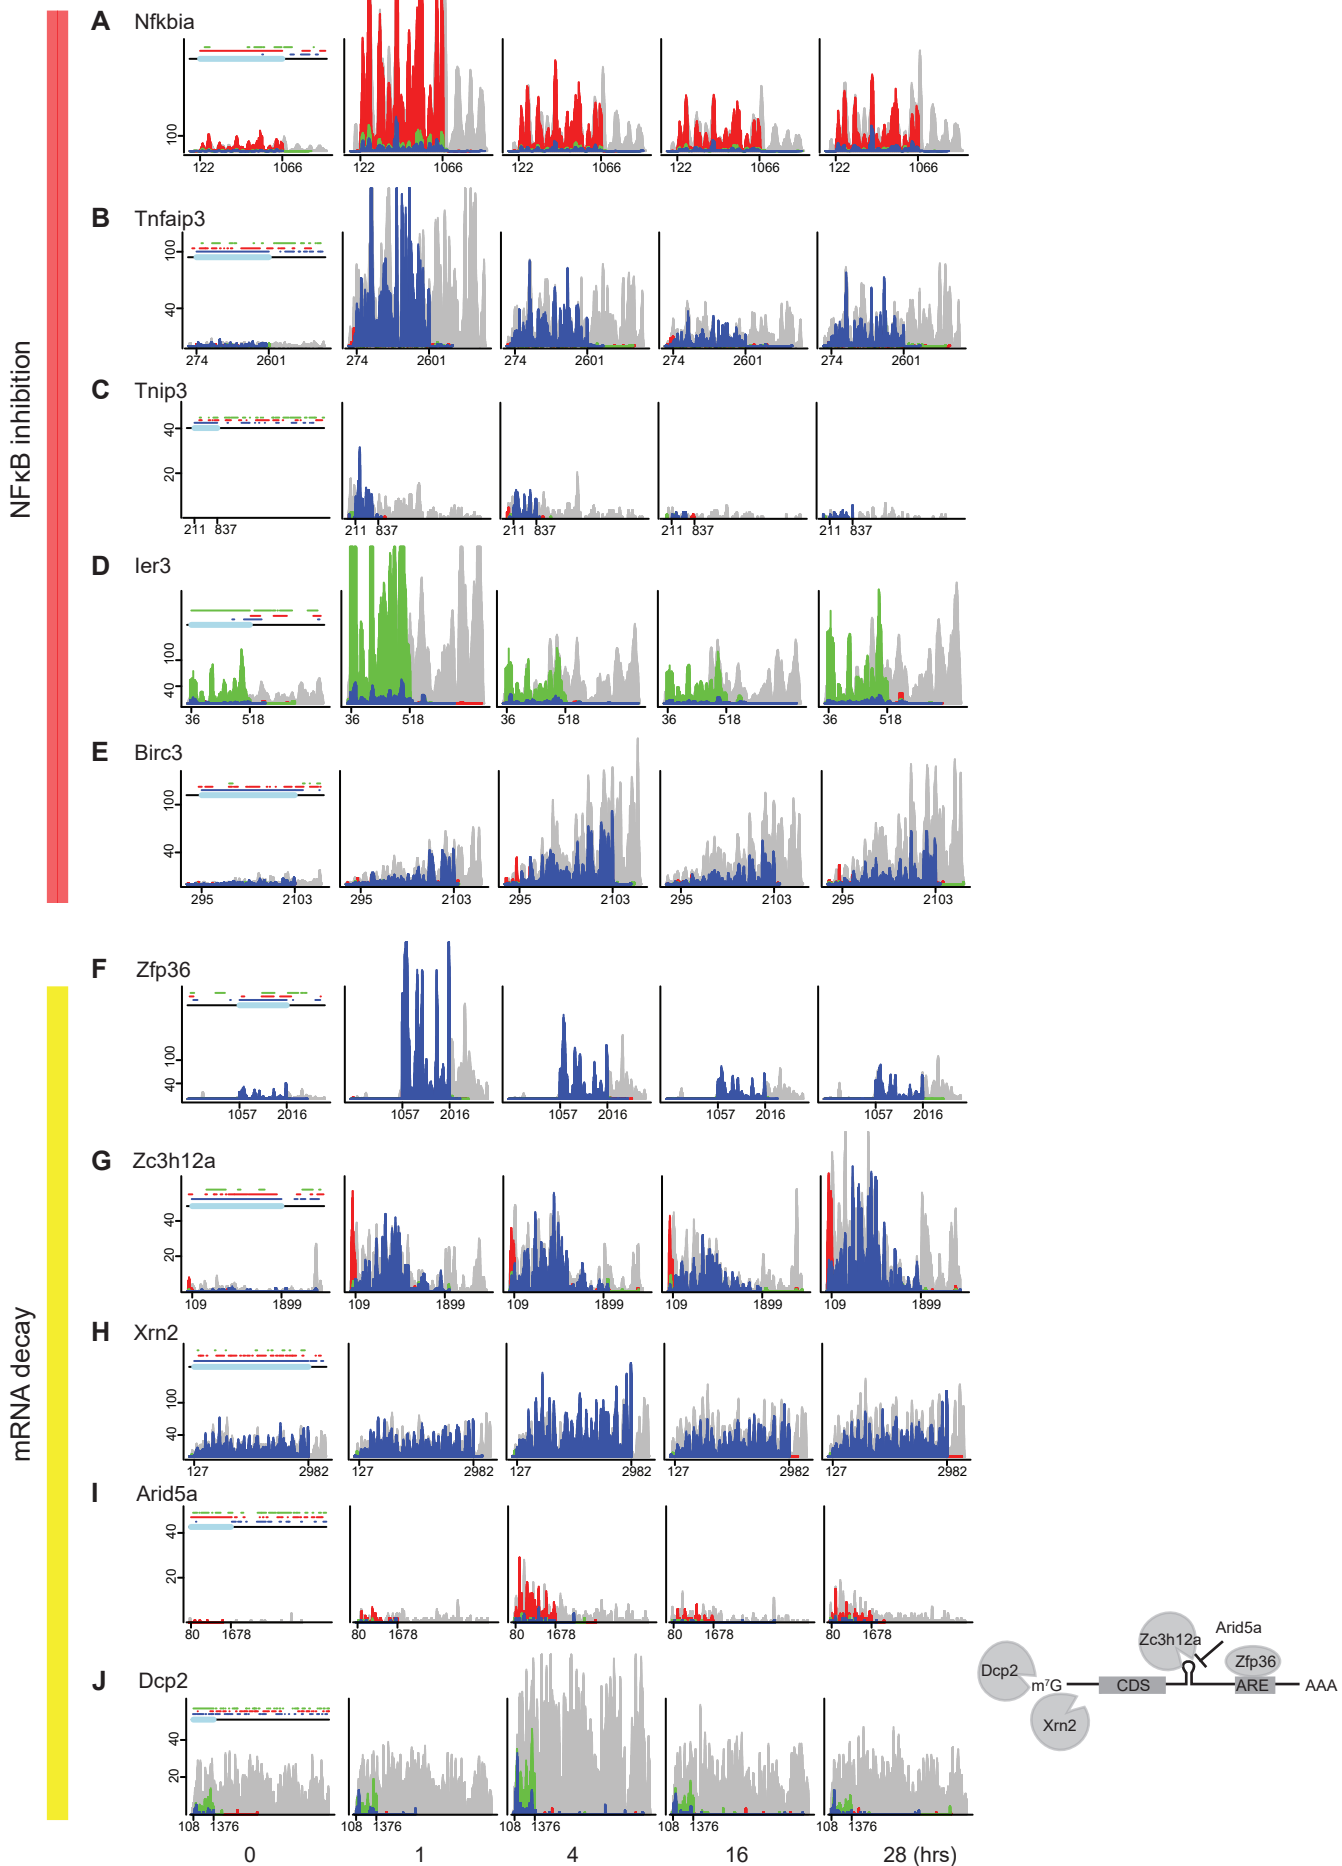 NFκB inhibition
A Nfkbia
100
122 1066 122 1066 122 1066 122 1066 122 1066
B Tnfaip3
100
40
274 2601 274 2601 274 2601 274 2601 274 2601
C Tnip3
40
20
211 837 211 837 211 837 211 837 211 837
D Ier3
100
40
36 518 36 518 36 518 36 518 36 518
E Birc3
100
40
295 2103 295 2103 295 2103 295 2103 295 2103
mRNA decay
F Zfp36
100
40
1057 2016 1057 2016 1057 2016 1057 2016 1057 2016
G Zc3h12a
40
20
109 1899 109 1899 109 1899 109 1899 109 1899
H Xrn2
100
40
127 2982 127 2982 127 2982 127 2982 127 2982
I Arid5a
40
20
80 1678 80 1678 80 1678 80 1678 80 1678
J Dcp2
40
20
108 1376 108 1376 108 1376 108 1376 108 1376
0 1 4 16 28 (hrs)
Zc3h12a Arid5a
Dcp2 Zfp36
m7G CDS ARE AAA
Xrn2